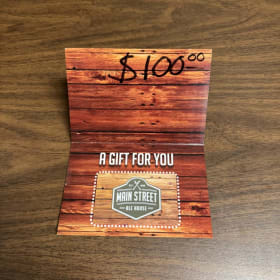 $100.00
A GIFT FOR YOU
MAIN STREET
ALE HOUSE